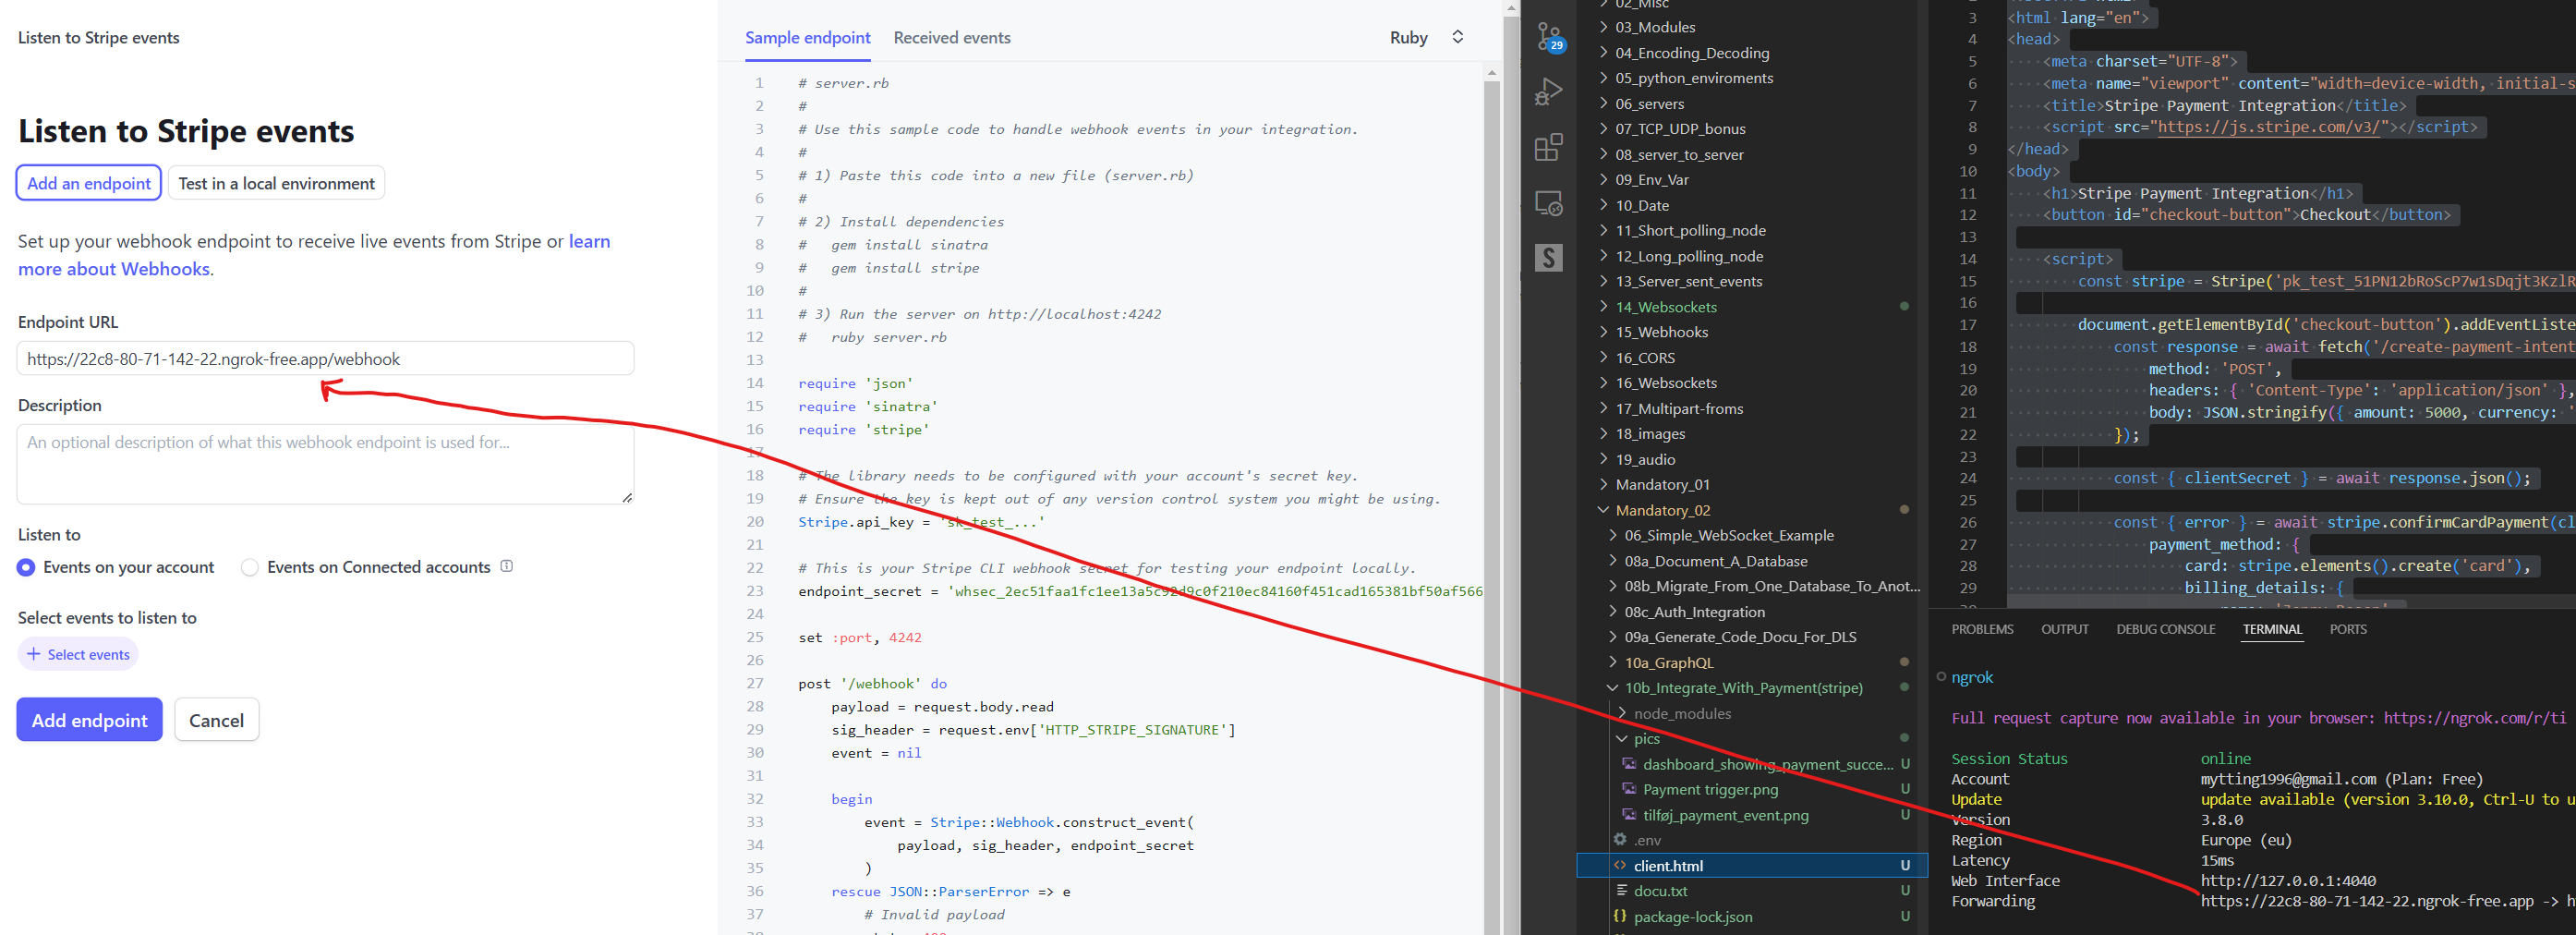 Listen to Stripe events
Listen to Stripe events
Add an endpoint
Test in a local environment
Set up your webhook endpoint to receive live events from Stripe or learn
more about Webhooks.
Endpoint URL
https://22c8-80-71-142-22.ngrok-free.app/webhook
Description
An optional description of what this webhook endpoint is used for...
Listen to
Events on your account
Events on Connected accounts
Select events to listen to
+ Select events
Add endpoint
Cancel
Sample endpoint
Received events
Ruby
1 # server.rb
2 #
3 # Use this sample code to handle webhook events in your integration.
4 #
5 # 1) Paste this code into a new file (server.rb)
6 #
7 # 2) Install dependencies
8 #   gem install sinatra
9 #   gem install stripe
10 #
11 # 3) Run the server on http://localhost:4242
12 #   ruby server.rb
13
14 require 'json'
15 require 'sinatra'
16 require 'stripe'
17
18 # The library needs to be configured with your account's secret key.
19 # Ensure the key is kept out of any version control system you might be using.
20 Stripe.api_key = 'sk_test_...'
21
22 # This is your Stripe CLI webhook secret for testing your endpoint locally.
23 endpoint_secret = 'whsec_2ec51faa1fc1ee13a5c92d9c0f210ec84160f451cad165381bf50af566
24
25 set :port, 4242
26
27 post '/webhook' do
28     payload = request.body.read
29     sig_header = request.env['HTTP_STRIPE_SIGNATURE']
30     event = nil
31
32     begin
33         event = Stripe::Webhook.construct_event(
34             payload, sig_header, endpoint_secret
35         )
36     rescue JSON::ParserError => e
37         # Invalid payload
29
S
02_Misc
03_Modules
04_Encoding_Decoding
05_python_enviroments
06_servers
07_TCP_UDP_bonus
08_server_to_server
09_Env_Var
10_Date
11_Short_polling_node
12_Long_polling_node
13_Server_sent_events
14_Websockets
15_Webhooks
16_CORS
16_Websockets
17_Multipart-froms
18_images
19_audio
Mandatory_01
Mandatory_02
06_Simple_WebSocket_Example
08a_Document_A_Database
08b_Migrate_From_One_Database_To_Anot...
08c_Auth_Integration
09a_Generate_Code_Docu_For_DLS
10a_GraphQL
10b_Integrate_With_Payment(stripe)
node_modules
pics
dashboard_showing_payment_succe... U
Payment trigger.png U
tilføj_payment_event.png U
.env
client.html U
docu.txt U
{} package-lock.json U
3 <html lang="en">
4 <head>
5     <meta charset="UTF-8">
6     <meta name="viewport" content="width=device-width, initial-s
7     <title>Stripe Payment Integration</title>
8     <script src="https://js.stripe.com/v3/"></script>
9 </head>
10 <body>
11     <h1>Stripe Payment Integration</h1>
12     <button id="checkout-button">Checkout</button>
13
14     <script>
15         const stripe = Stripe('pk_test_51PN12bRoScP7w1sDqjt3KzlR
16
17         document.getElementById('checkout-button').addEventListe
18             const response = await fetch('/create-payment-intent
19                 method: 'POST',
20                 headers: { 'Content-Type': 'application/json' },
21                 body: JSON.stringify({ amount: 5000, currency: '
22             });
23
24             const { clientSecret } = await response.json();
25
26             const { error } = await stripe.confirmCardPayment(cl
27                 payment_method: {
28                     card: stripe.elements().create('card'),
29                     billing_details: {
PROBLEMS
OUTPUT
DEBUG CONSOLE
TERMINAL
PORTS
ngrok
Full request capture now available in your browser: https://ngrok.com/r/ti
Session Status online
Account mytting1996@gmail.com (Plan: Free)
Update update available (version 3.10.0, Ctrl-U to u
Version 3.8.0
Region Europe (eu)
Latency 15ms
Web Interface http://127.0.0.1:4040
Forwarding https://22c8-80-71-142-22.ngrok-free.app -> h